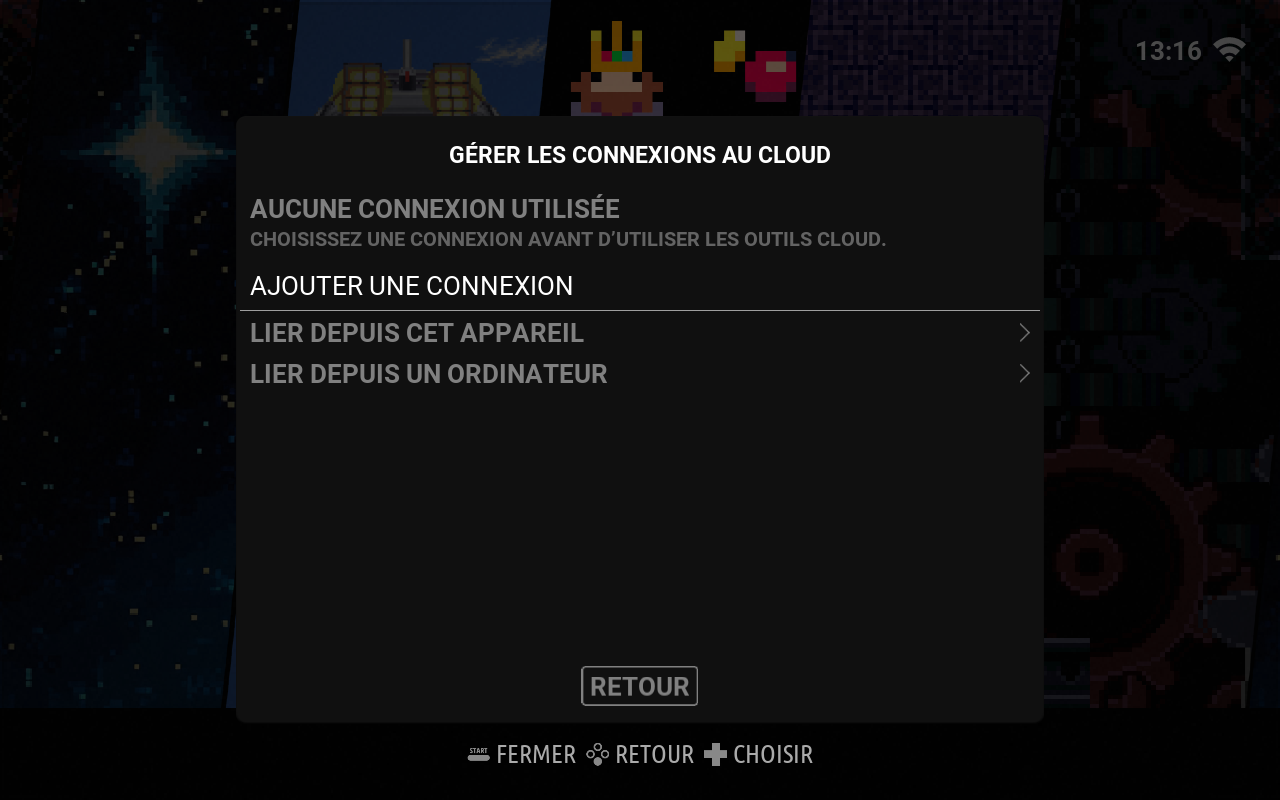 13:16
GÉRER LES CONNEXIONS AU CLOUD
AUCUNE CONNEXION UTILISÉE
CHOISISSEZ UNE CONNEXION AVANT D’UTILISER LES OUTILS CLOUD.
AJOUTER UNE CONNEXION
LIER DEPUIS CET APPAREIL
LIER DEPUIS UN ORDINATEUR
RETOUR
START FERMER RETOUR CHOISIR